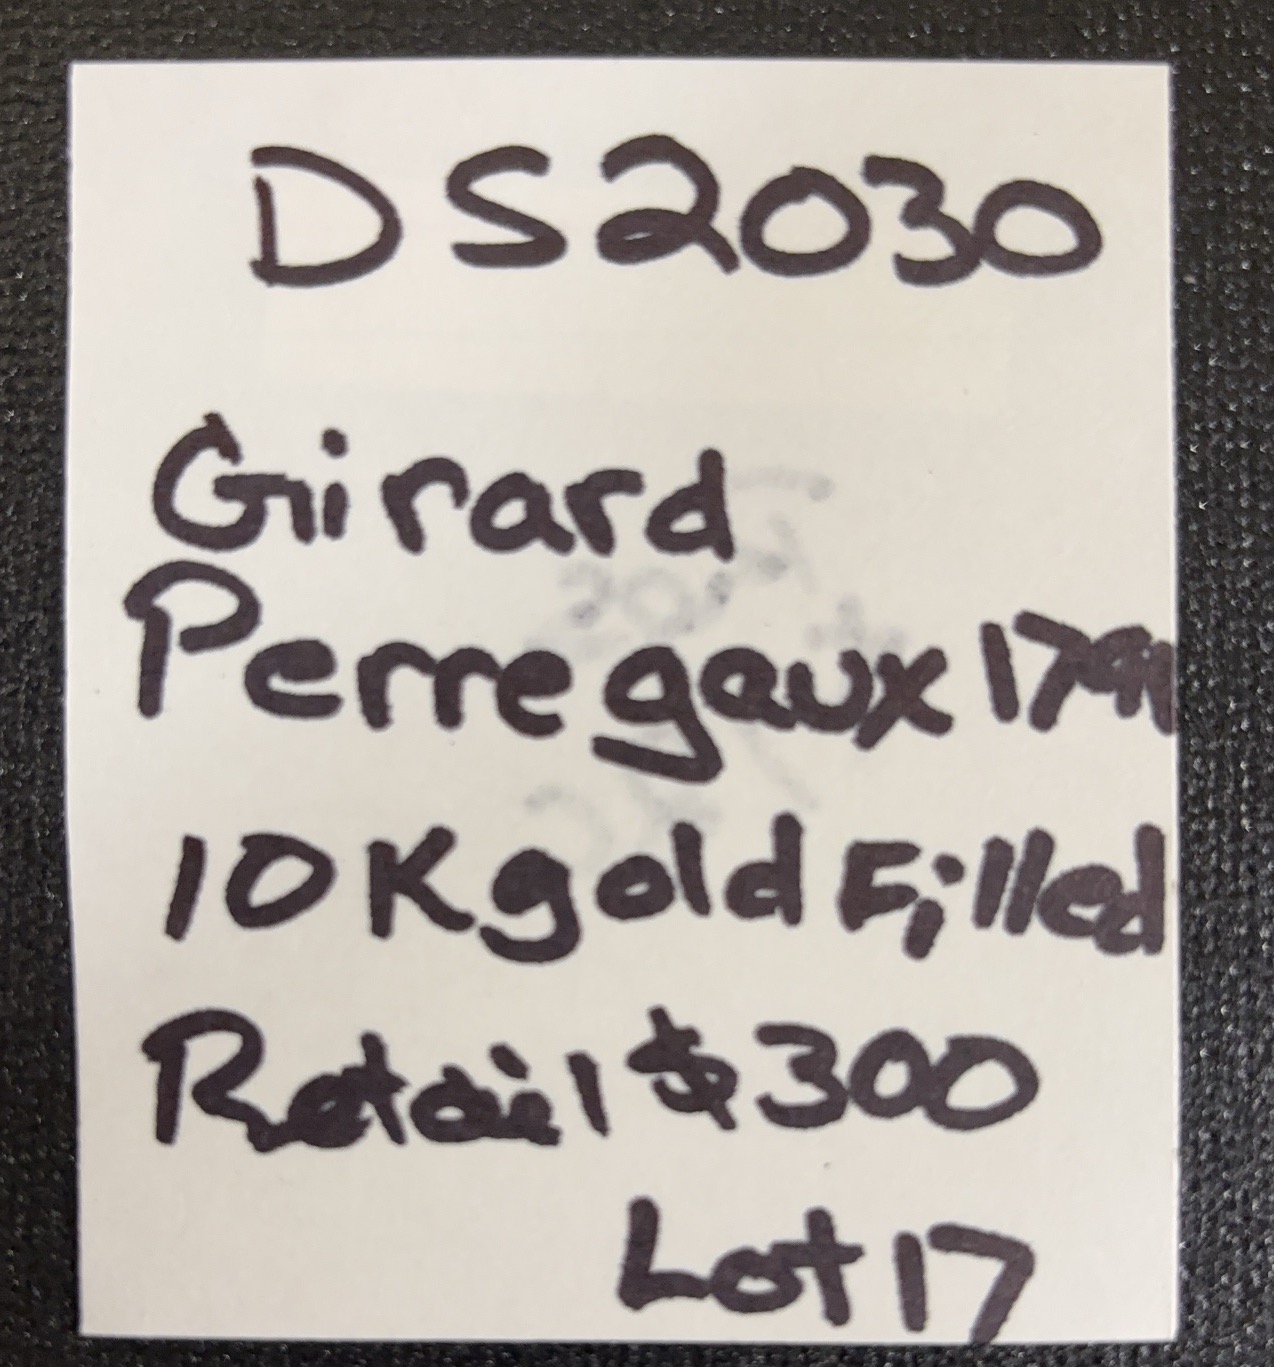 DS2030
Girard
Perregaux 1791
10K gold Filled
Retail $300
Lot 17